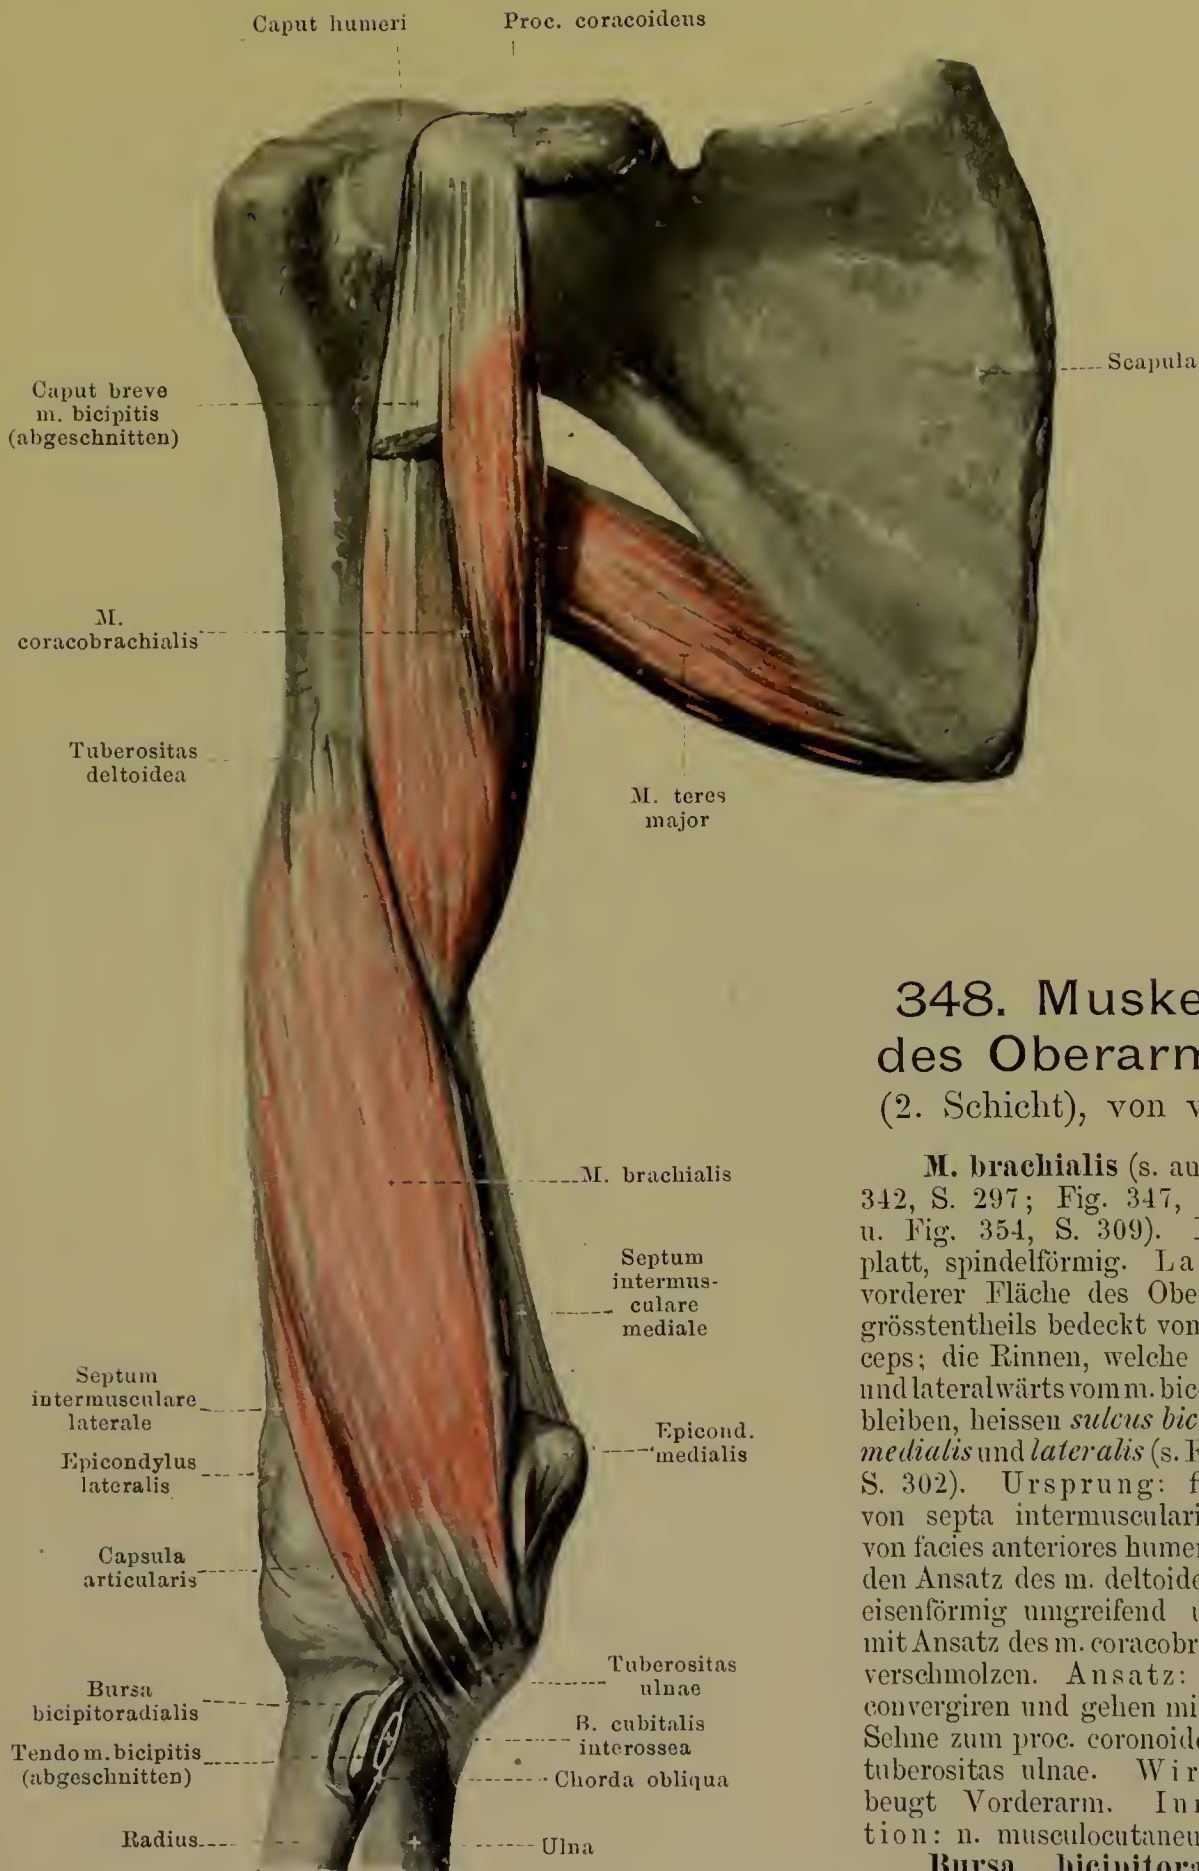 Caput humeri
Proc. coracoideus
Scapula
Caput breve
m. bicipitis
(abgeschnitten)
M.
coracobrachialis
Tuberositas
deltoidea
M. teres
major
348. Muske
des Oberarm
(2. Schicht), von v
M. brachialis (s. au
342, S. 297; Fig. 347,
u. Fig. 354, S. 309).
platt, spindelförmig. La
vorderer Fläche des Obe
grösstentheils bedeckt von
ceps; die Rinnen, welche
und lateralwärts vom m. bic
bleiben, heissen sulcus bic
medialis und lateralis (s. F
S. 302). Ursprung: f
von septa intermusculari
von facies anteriores humer
den Ansatz des m. deltoide
eisenförmig umgreifend u
mit Ansatz des m. coracobr
verschmolzen. Ansatz:
convergiren und gehen mi
Sehne zum proc. coronoide
tuberositas ulnae. Wir
beugt Vorderarm. Inn
tion: n. musculocutaneu
Bursa bicipitora
M. brachialis
Septum
intermus-
culare
mediale
Septum
intermusculare
laterale
Epicond.
medialis
Epicondylus
lateralis
Capsula
articularis
Tuberositas
ulnae
Bursa
bicipitoradialis
B. cubitalis
interossea
Tendo m. bicipitis
(abgeschnitten)
Chorda obliqua
Radius
Ulna